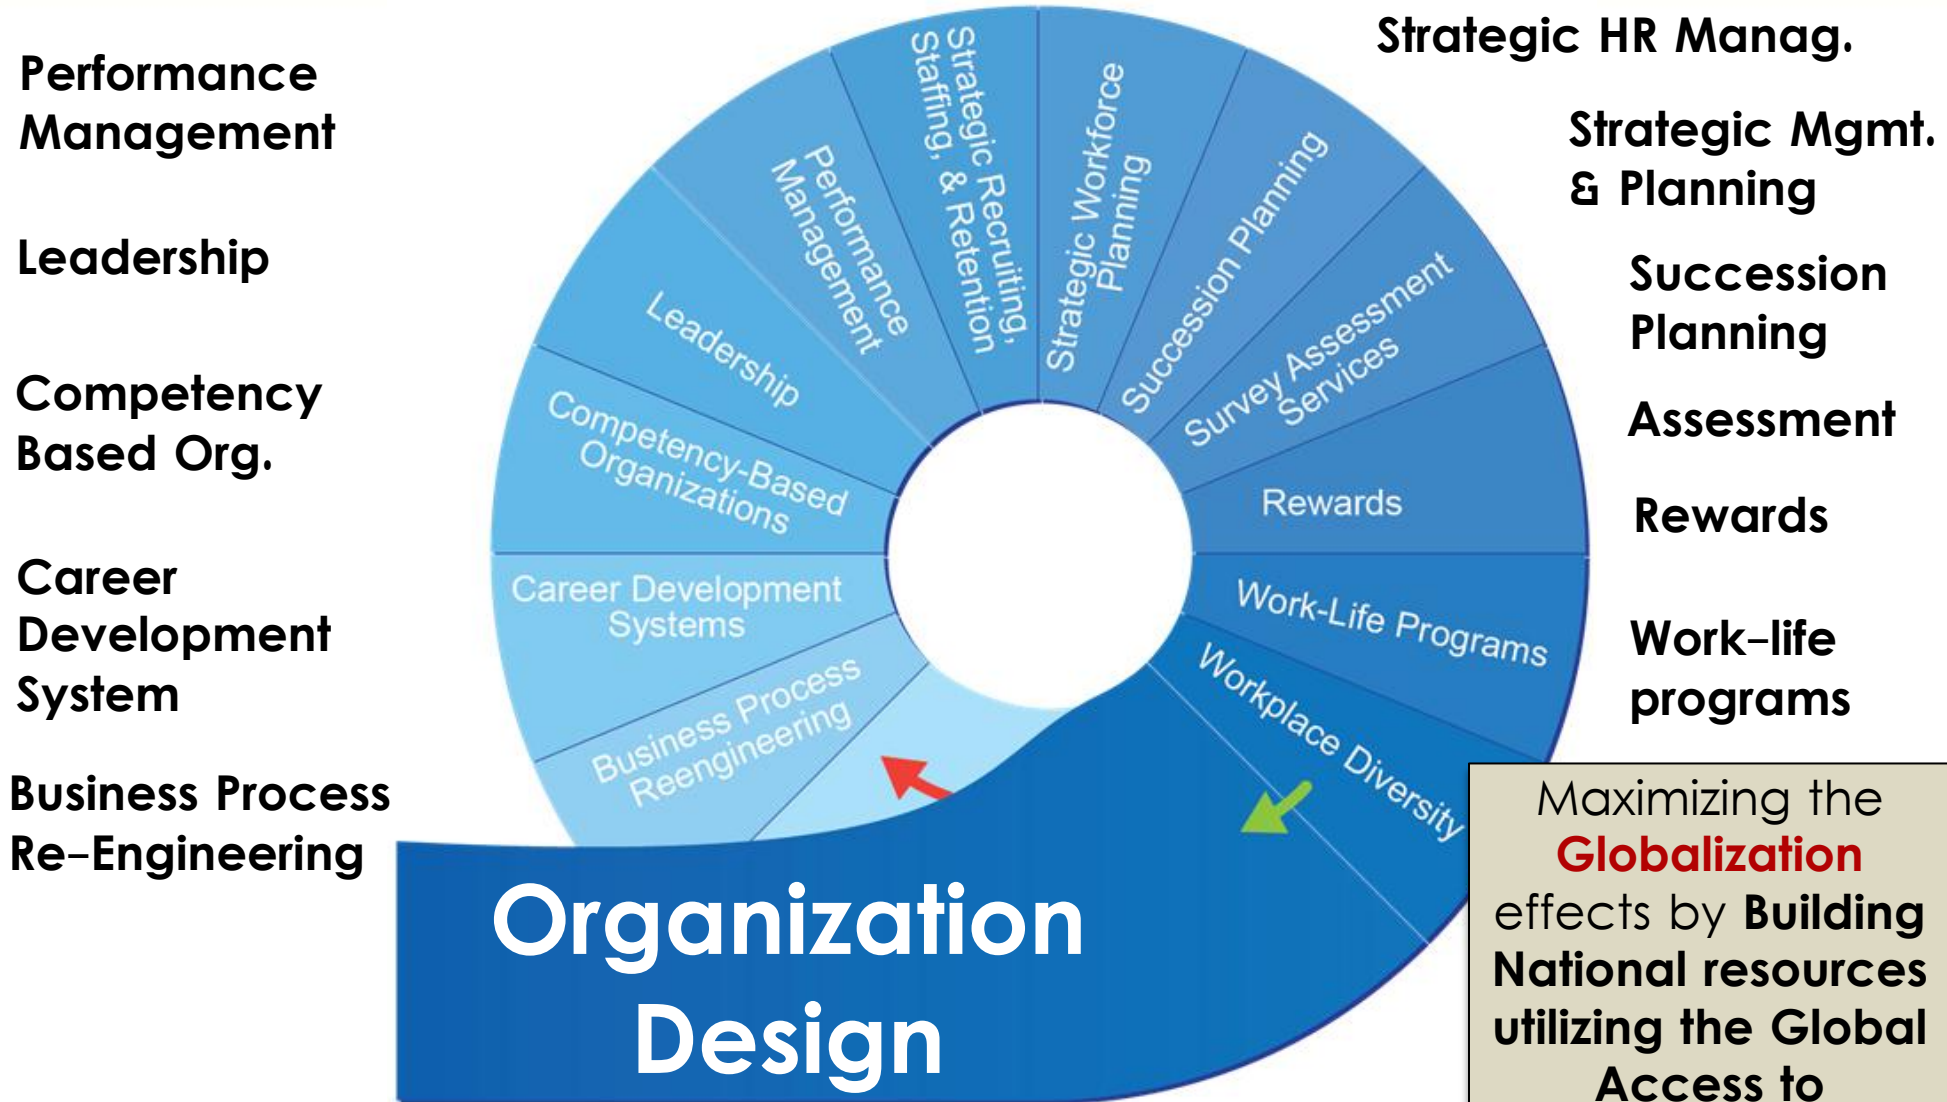 Performance
Management
Leadership
Competency
Based Org.
Career
Development
System
Business Process
Re-Engineering
Strategic Recruiting,
Staffing, & Retention
Strategic Workforce
Planning
Succession Planning
Survey Assessment
Services
Rewards
Work-Life Programs
Workplace Diversity
Performance
Management
Leadership
Competency-Based
Organizations
Career Development
Systems
Business Process
Reengineering
Organization
Design
Strategic HR Manag.
Strategic Mgmt.
& Planning
Succession
Planning
Assessment
Rewards
Work-life
programs
Maximizing the
Globalization
effects by Building
National resources
utilizing the Global
Access to